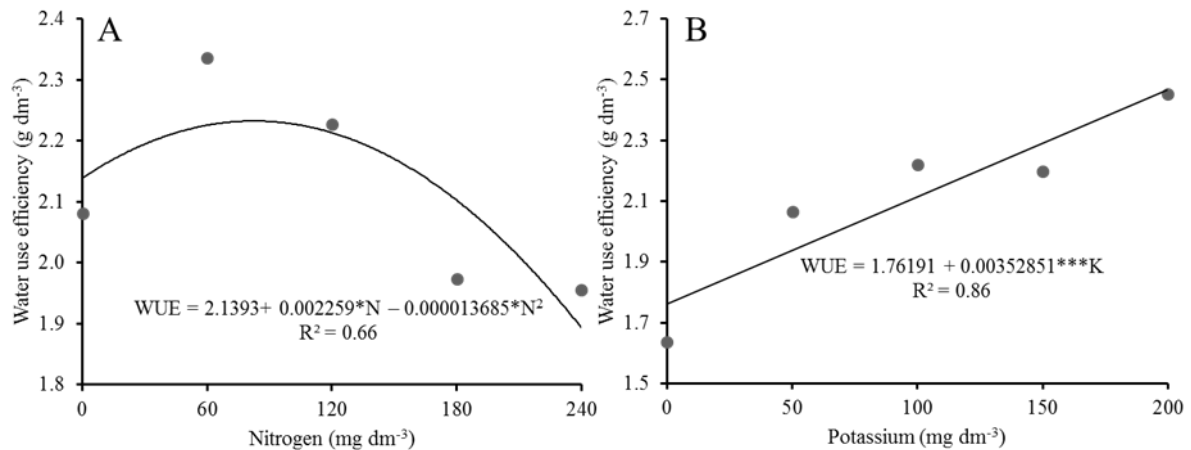 A
Water use efficiency (g dm⁻³)
2.4
2.3
2.2
2.1
2.0
1.9
1.8
WUE = 2.1393+ 0.002259*N – 0.000013685*N²
R² = 0.66
0 60 120 180 240
Nitrogen (mg dm⁻³)
B
Water use efficiency (g dm⁻³)
2.7
2.5
2.3
2.1
1.9
1.7
1.5
WUE = 1.76191 + 0.00352851***K
R² = 0.86
0 50 100 150 200
Potassium (mg dm⁻³)